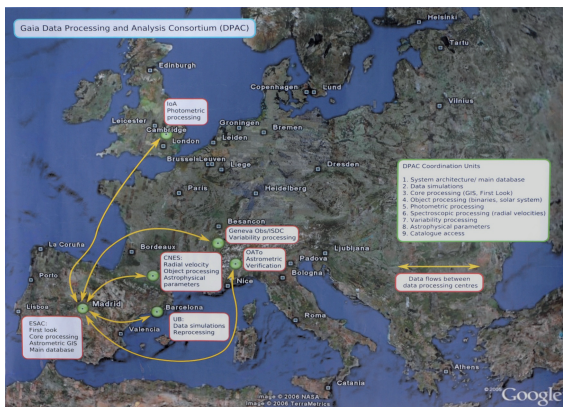 Gaia Data Processing and Analysis Consortium (DPAC)
Helsinki
Tartu
Edinburgh
Copenhagen
Lund
Vilnius
IoA
Photometric
processing
Leicester
Cambridge
London
Groningen
Leiden
Bremen
Brussels
Leuven
Liege
Dresden
Paris
Heidelberg
DPAC Coordination Units
1. System architecture/ main database
2. Data simulations
3. Core processing (GIS, First Look)
4. Object processing (binaries, solar system)
5. Photometric processing
6. Spectroscopic processing (radial velocities)
7. Variability processing
8. Astrophysical parameters
9. Catalogue access
Besancon
Geneva Obs/ISDC
Variability processing
La Coruña
Bordeaux
CNES:
Radial velocity
Object processing
Astrophysical
parameters
OATo
Astrometric
Verification
Padova
Ljubljana
Bologna
Nice
Data flows between
data processing centres
Porto
Lisboa
Madrid
Barcelona
Valencia
UB:
Data simulations
Reprocessing
Roma
ESAC:
First look
Core processing
Astrometric GIS
Main database
Athens
Catania
Image © 2006 NASA
Image © 2006 TerraMetrics
© 2006 Google